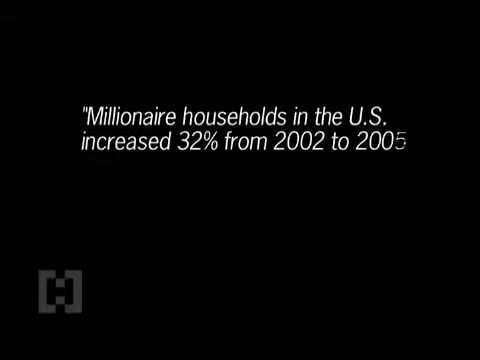 "Millionaire households in the U.S.
increased 32% from 2002 to 2005